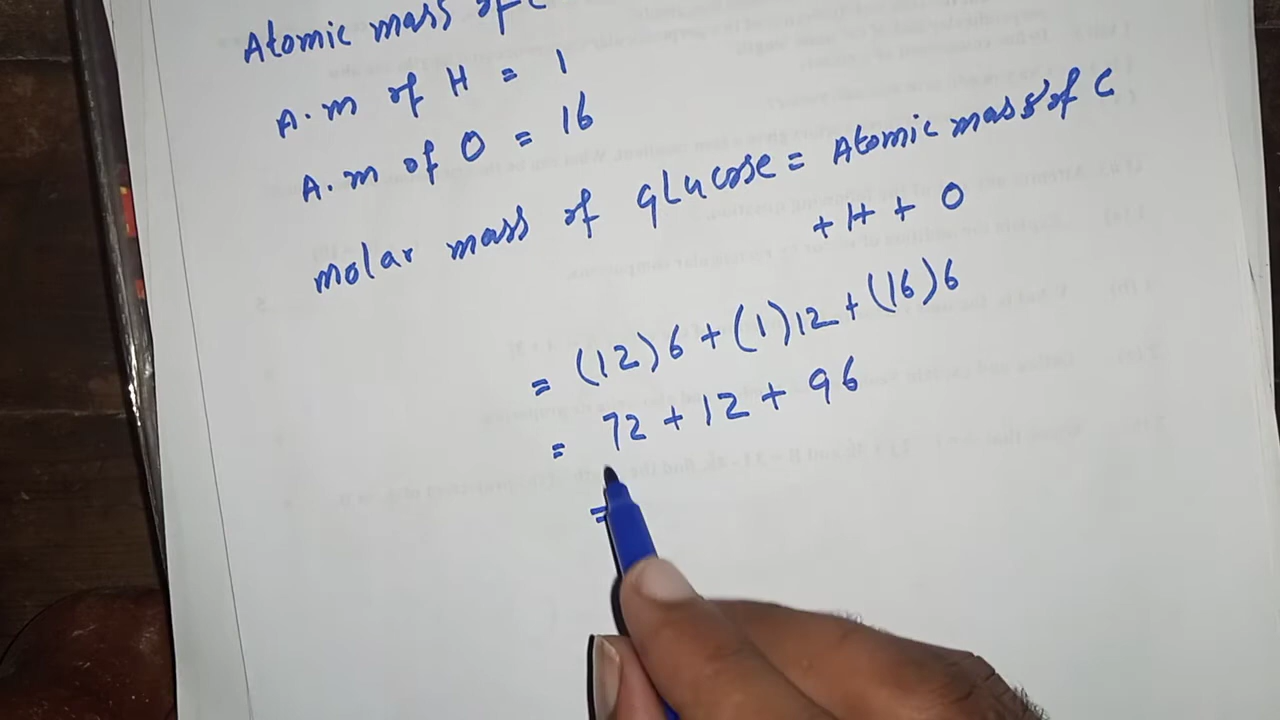 Atomic mass of C
A.m of H = 1
A.m of O = 16
molar mass of glucose = Atomic mass of C
+ H + O
= (12)6 + (1)12 + (16)6
= 72 + 12 + 96
=